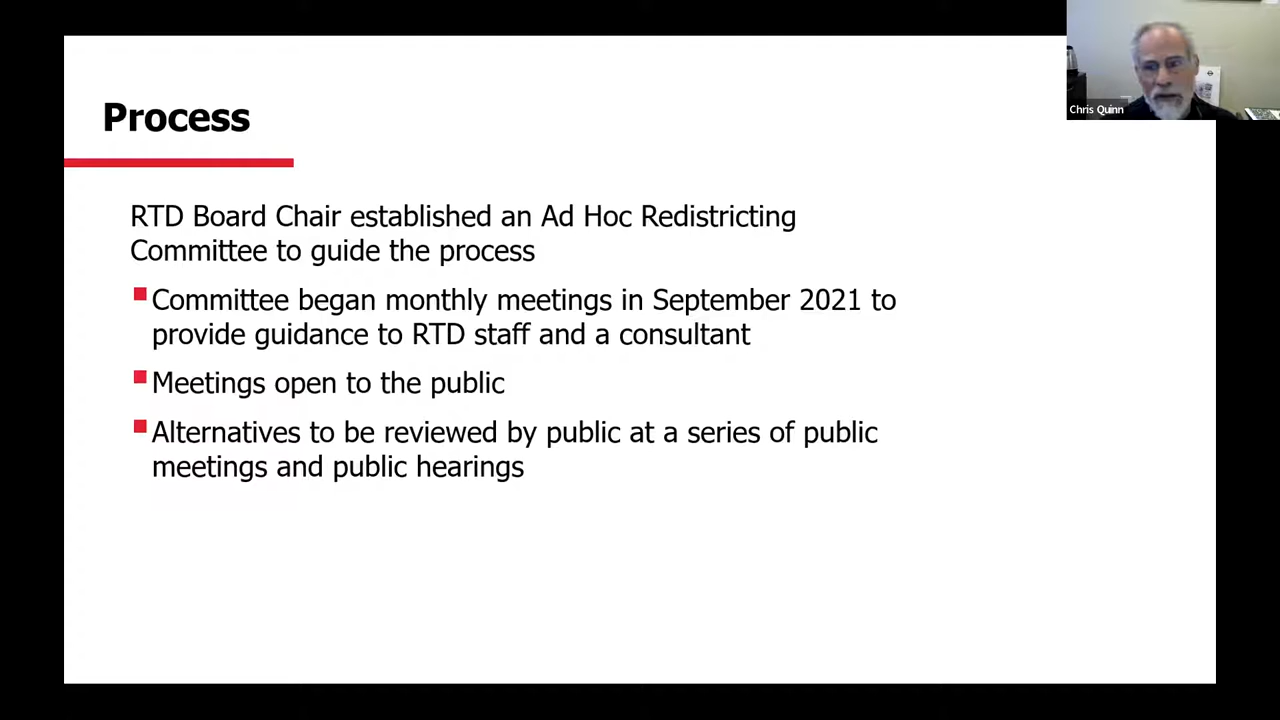 Chris Quinn
Process
RTD Board Chair established an Ad Hoc Redistricting
Committee to guide the process
Committee began monthly meetings in September 2021 to
provide guidance to RTD staff and a consultant
Meetings open to the public
Alternatives to be reviewed by public at a series of public
meetings and public hearings